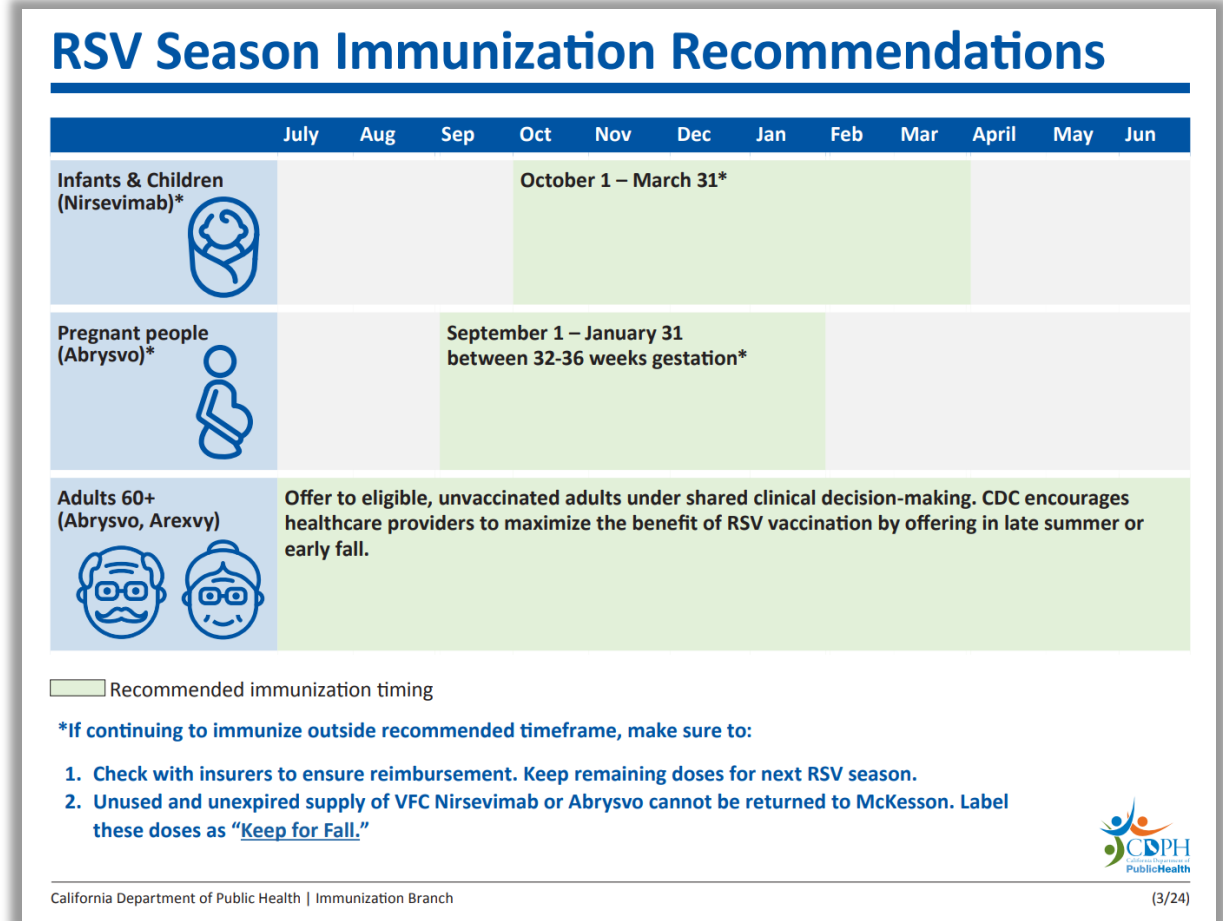 RSV Season Immunization Recommendations
July Aug Sep Oct Nov Dec Jan Feb Mar April May Jun
Infants & Children
(Nirsevimab)*
October 1 – March 31*
Pregnant people
(Abrysvo)*
September 1 – January 31
between 32-36 weeks gestation*
Adults 60+
(Abrysvo, Arexvy)
Offer to eligible, unvaccinated adults under shared clinical decision-making. CDC encourages
healthcare providers to maximize the benefit of RSV vaccination by offering in late summer or
early fall.
Recommended immunization timing
*If continuing to immunize outside recommended timeframe, make sure to:
1. Check with insurers to ensure reimbursement. Keep remaining doses for next RSV season.
2. Unused and unexpired supply of VFC Nirsevimab or Abrysvo cannot be returned to McKesson. Label
these doses as “Keep for Fall.”
CDPH
California Department of
PublicHealth
California Department of Public Health | Immunization Branch
(3/24)